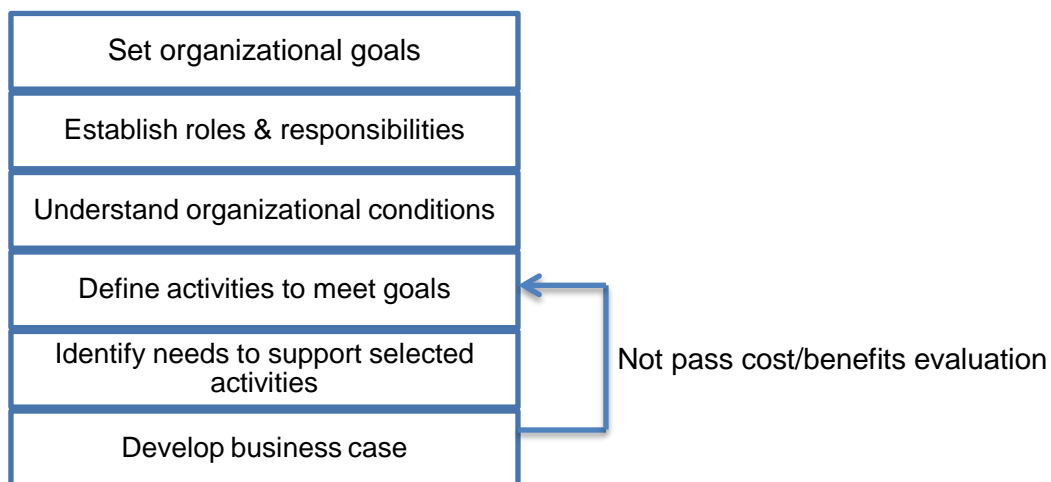 Set organizational goals
Establish roles & responsibilities
Understand organizational conditions
Define activities to meet goals
Identify needs to support selected
activities
Not pass cost/benefits evaluation
Develop business case